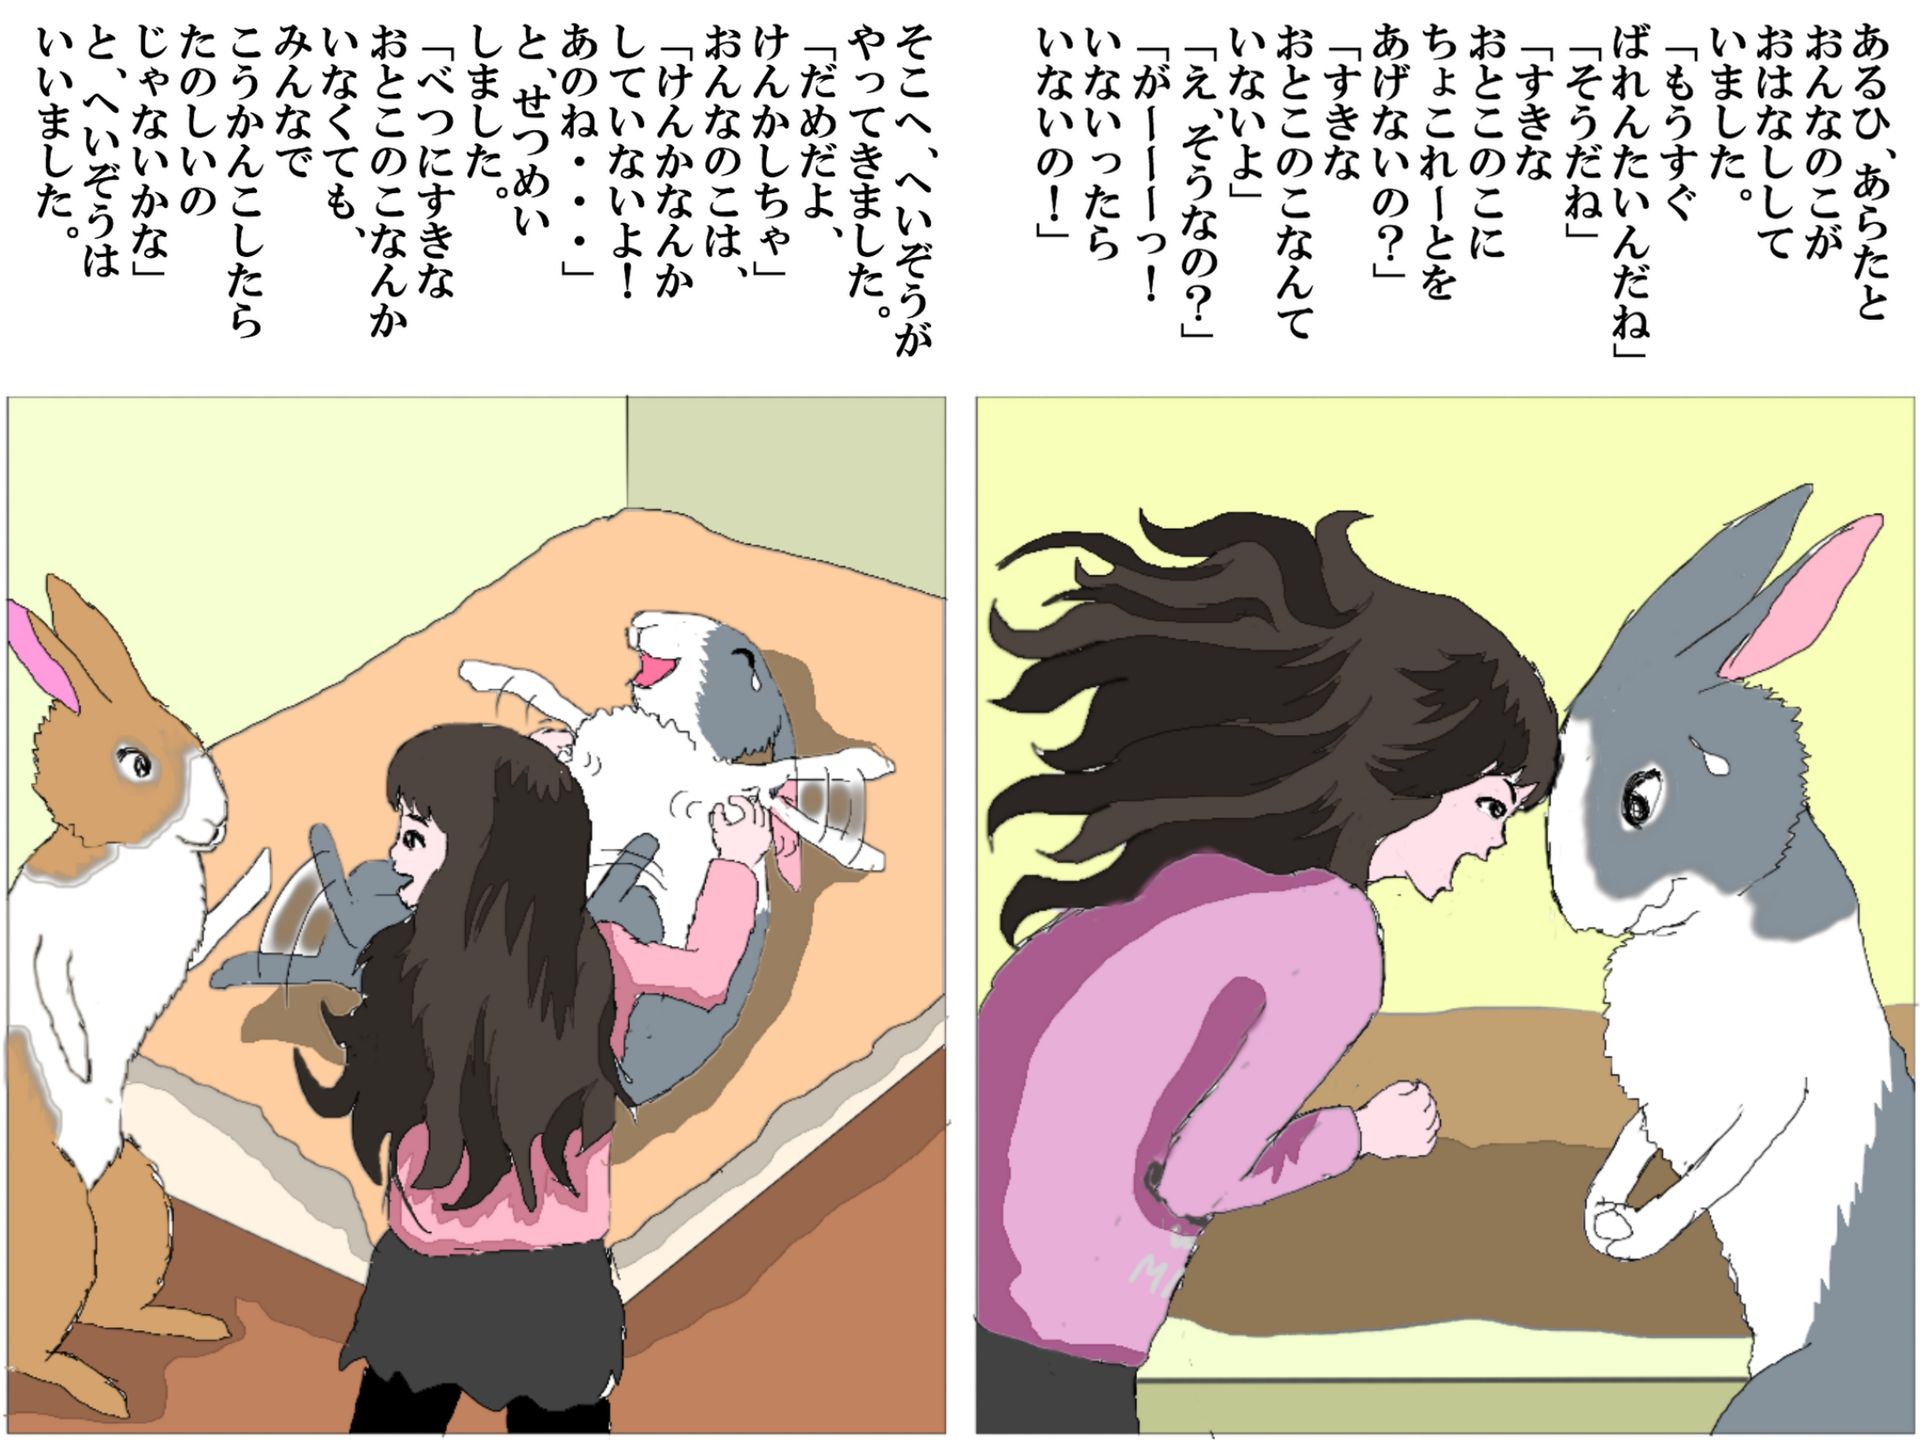 あるひ、あらたと
おんなのこが
おはなしして
いました。
「もうすぐ
ばれんたいんだね」
「そうだね」
「すきな
おとこのこに
ちょこれーとを
あげないの？」
「すきな
おとこのこなんて
いないよ」
「え、そうなの？」
「がーーーっ！
いないったら
いないの！」
そこへ、へいぞうが
やってきました。
「だめだよ、
けんかしちゃ」
おんなのこは、
「けんかなんか
していないよ！
あのね・・・」
と、せつめい
しました。
「べつにすきな
おとこのこなんか
いなくても、
みんなで
こうかんこしたら
たのしいの
じゃないかな」
と、へいぞうは
いいました。